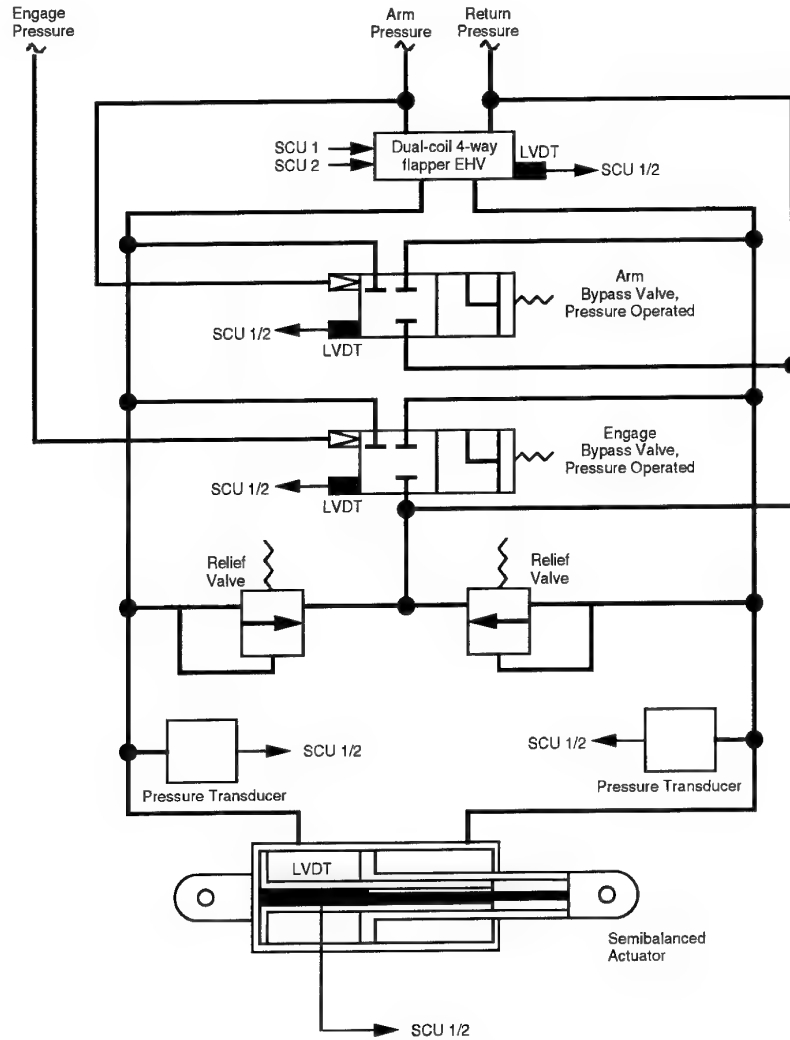 Engage
Pressure
Arm
Pressure
Return
Pressure
SCU 1
SCU 2
Dual-coil 4-way
flapper EHV
LVDT
SCU 1/2
Arm
Bypass Valve,
Pressure Operated
SCU 1/2
LVDT
Engage
Bypass Valve,
Pressure Operated
SCU 1/2
LVDT
Relief
Valve
Relief
Valve
SCU 1/2
Pressure Transducer
SCU 1/2
Pressure Transducer
LVDT
Semibalanced
Actuator
SCU 1/2